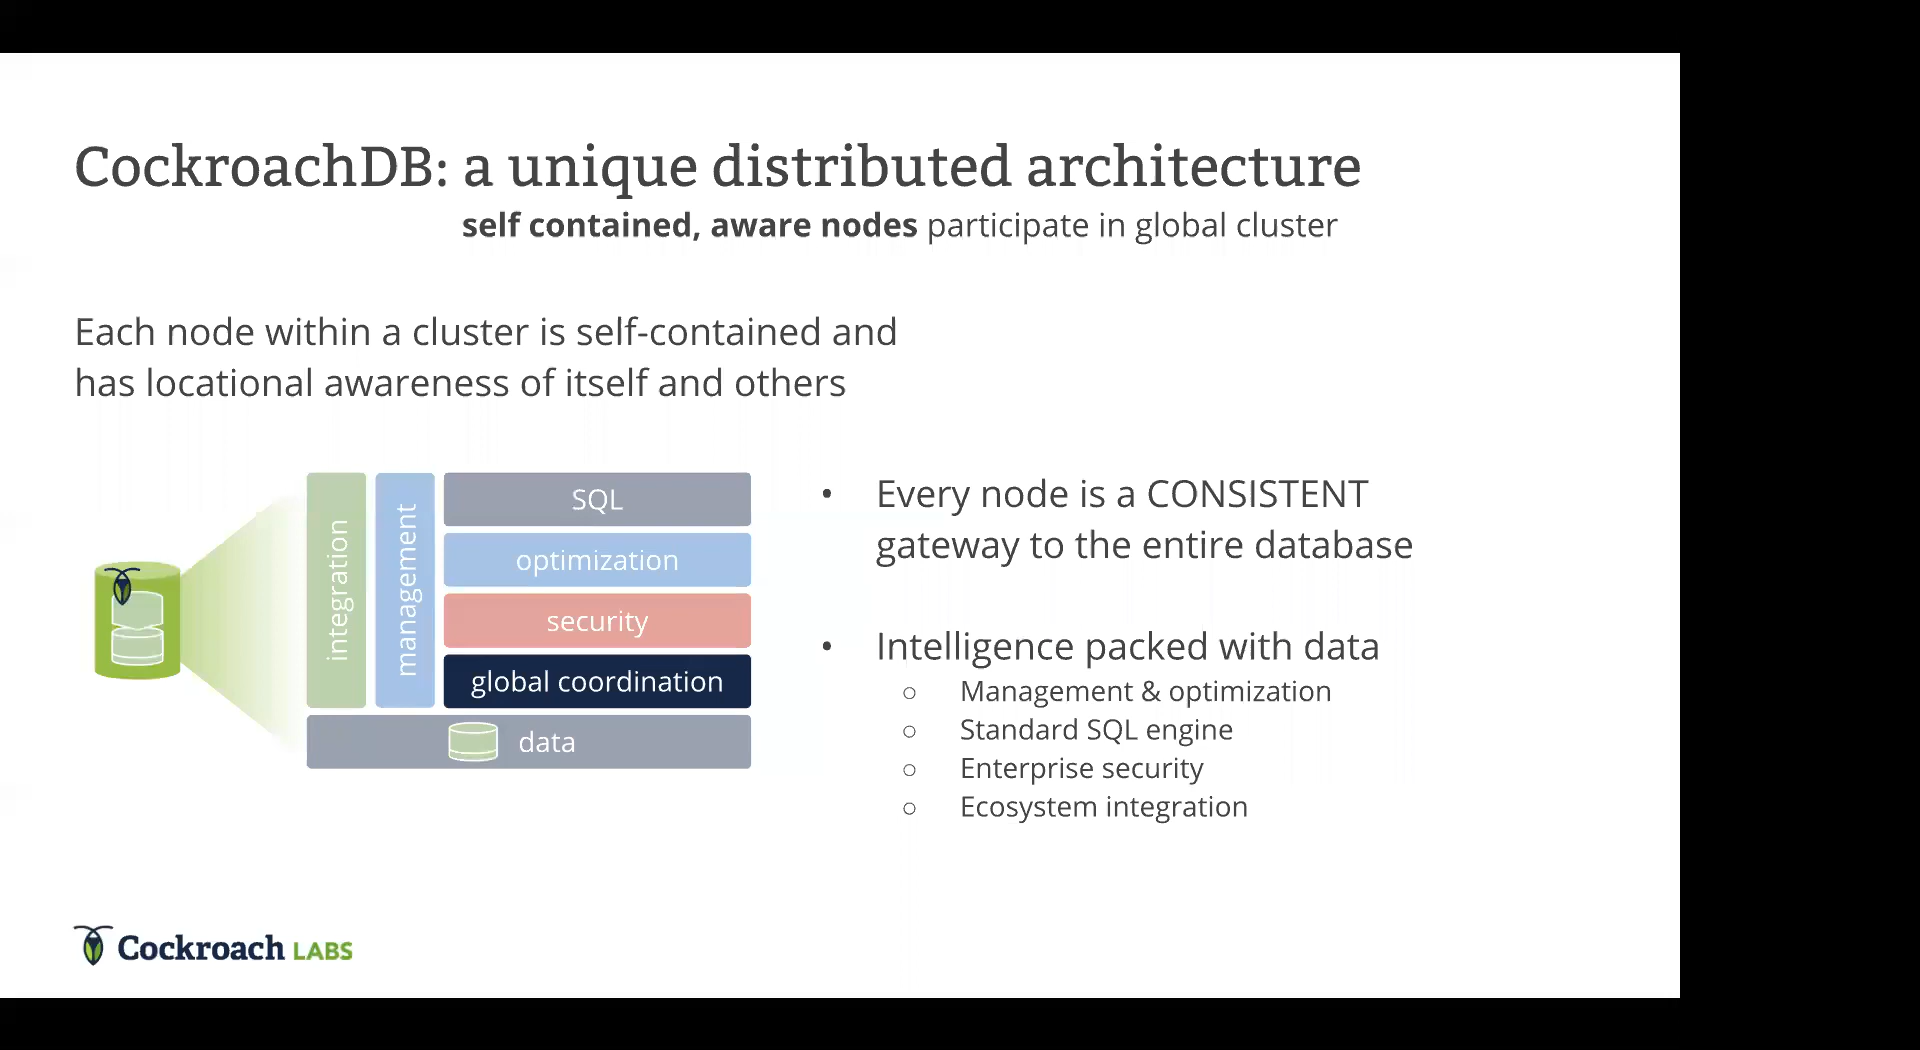 CockroachDB: a unique distributed architecture
self contained, aware nodes participate in global cluster
Each node within a cluster is self-contained and
has locational awareness of itself and others
integration
management
SQL
optimization
security
global coordination
data
• Every node is a CONSISTENT
gateway to the entire database
• Intelligence packed with data
○ Management & optimization
○ Standard SQL engine
○ Enterprise security
○ Ecosystem integration
Cockroach LABS